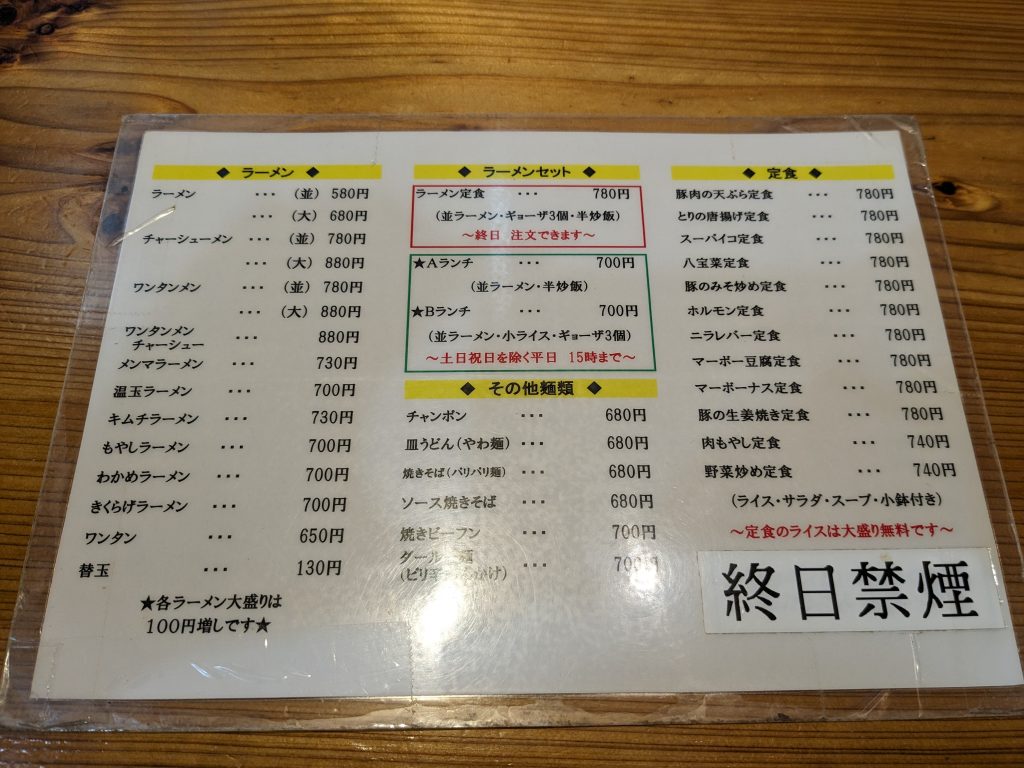 ◆ ラーメン ◆
ラーメン ･･･ （並） 580円
･･･ （大） 680円
チャーシューメン ･･･ （並） 780円
･･･ （大） 880円
ワンタンメン ･･･ （並） 780円
･･･ （大） 880円
ワンタンメン
チャーシュー ･･･ 880円
メンマラーメン ･･･ 730円
温玉ラーメン ･･･ 700円
キムチラーメン ･･･ 730円
もやしラーメン ･･･ 700円
わかめラーメン ･･･ 700円
きくらげラーメン ･･･ 700円
ワンタン ･･･ 650円
替玉 ･･･ 130円
★各ラーメン大盛りは
100円増しです★
◆ ラーメンセット ◆
ラーメン定食 ･･･ 780円
（並ラーメン・ギョーザ3個・半炒飯）
～終日 注文できます～
★Aランチ ･･･ 700円
（並ラーメン・半炒飯）
★Bランチ ･･･ 700円
（並ラーメン・小ライス・ギョーザ3個）
～土日祝日を除く平日 15時まで～
◆ その他麺類 ◆
チャンポン ･･･ 680円
皿うどん（やわ麺） ･･･ 680円
焼きそば（バリバリ麺） ･･･ 680円
ソース焼きそば ･･･ 680円
焼きビーフン ･･･ 700円
ダールー麺
（ピリ辛 かけ） ･･･ 700円
◆ 定食 ◆
豚肉の天ぷら定食 ･･･ 780円
とりの唐揚げ定食 ･･･ 780円
スーパイコ定食 ･･･ 780円
八宝菜定食 ･･･ 780円
豚のみそ炒め定食 ･･･ 780円
ホルモン定食 ･･･ 780円
ニラレバー定食 ･･･ 780円
マーボー豆腐定食 ･･･ 780円
マーボーナス定食 ･･･ 780円
豚の生姜焼き定食 ･･･ 780円
肉もやし定食 ･･･ 740円
野菜炒め定食 ･･･ 740円
（ライス・サラダ・スープ・小鉢付き）
～定食のライスは大盛り無料です～
終日禁煙